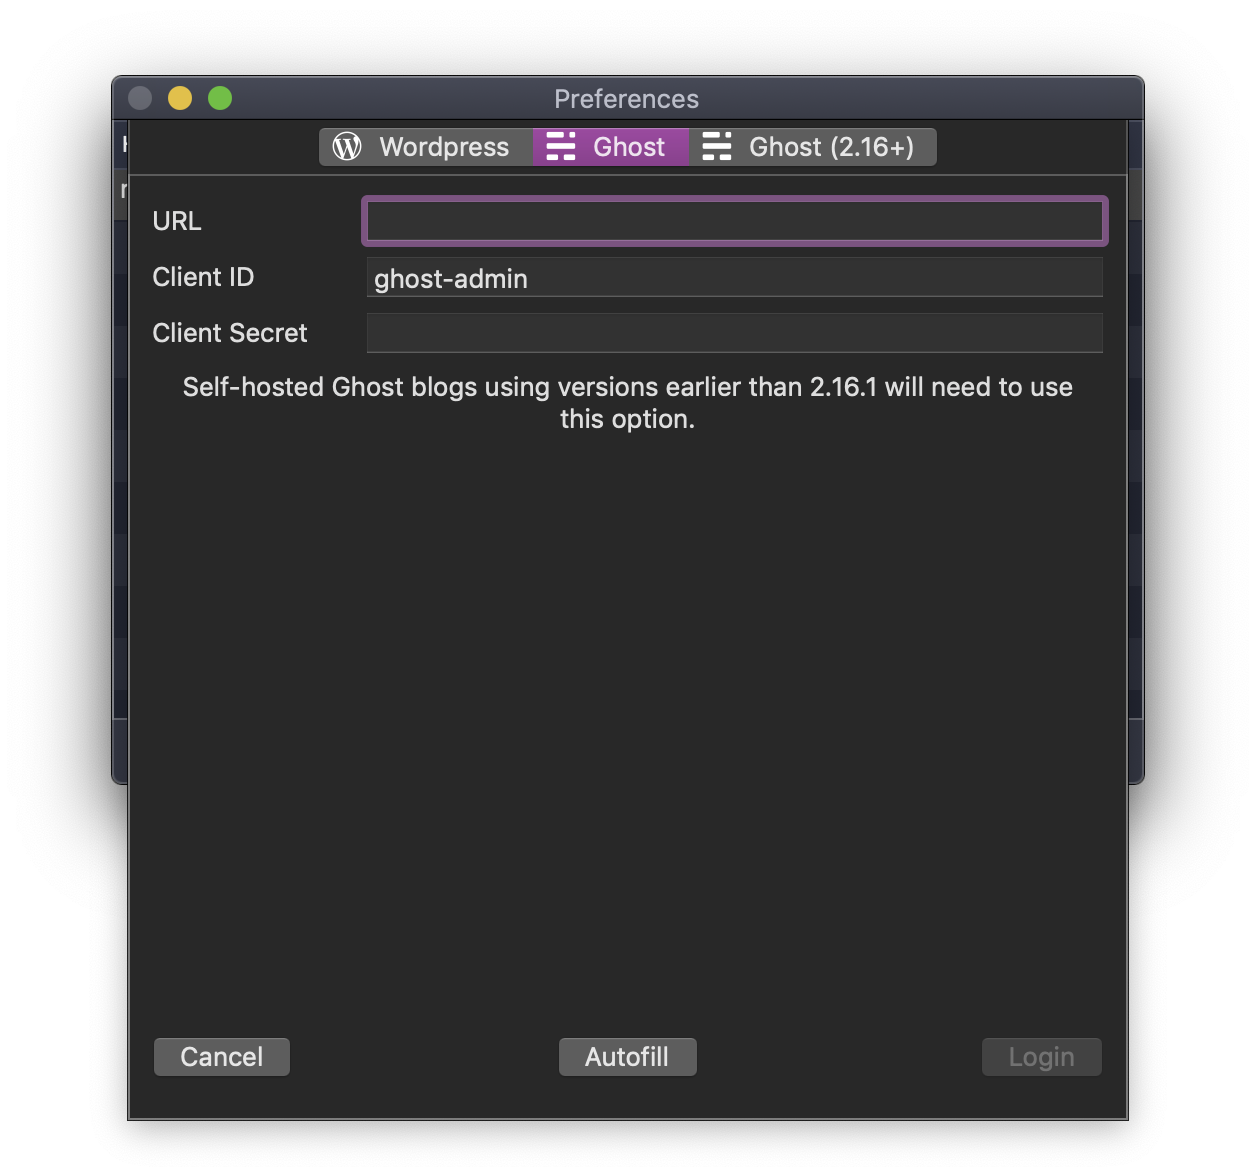 Preferences
Wordpress Ghost Ghost (2.16+)
URL
Client ID ghost-admin
Client Secret
Self-hosted Ghost blogs using versions earlier than 2.16.1 will need to use
this option.
Cancel Autofill Login